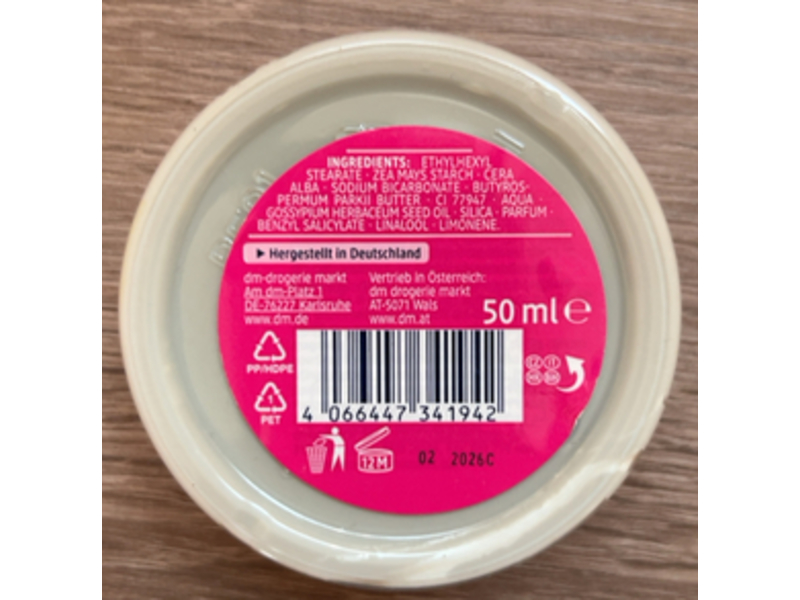 INGREDIENTS: ETHYLHEXYL
STEARATE · ZEA MAYS STARCH · CERA
ALBA · SODIUM BICARBONATE · BUTYROS-
PERMUM PARKII BUTTER · CI 77947 · AQUA ·
GOSSYPIUM HERBACEUM SEED OIL · SILICA · PARFUM ·
BENZYL SALICYLATE · LINALOOL · LIMONENE.
Hergestellt in Deutschland
dm-drogerie markt
Am dm-Platz 1
DE-76227 Karlsruhe
www.dm.de
Vertrieb in Österreich:
dm drogerie markt
AT-5071 Wals
www.dm.at
50 ml e
PP/HDPE
1
PET
4 066447 341942
CZ IT
12M
02 2026C